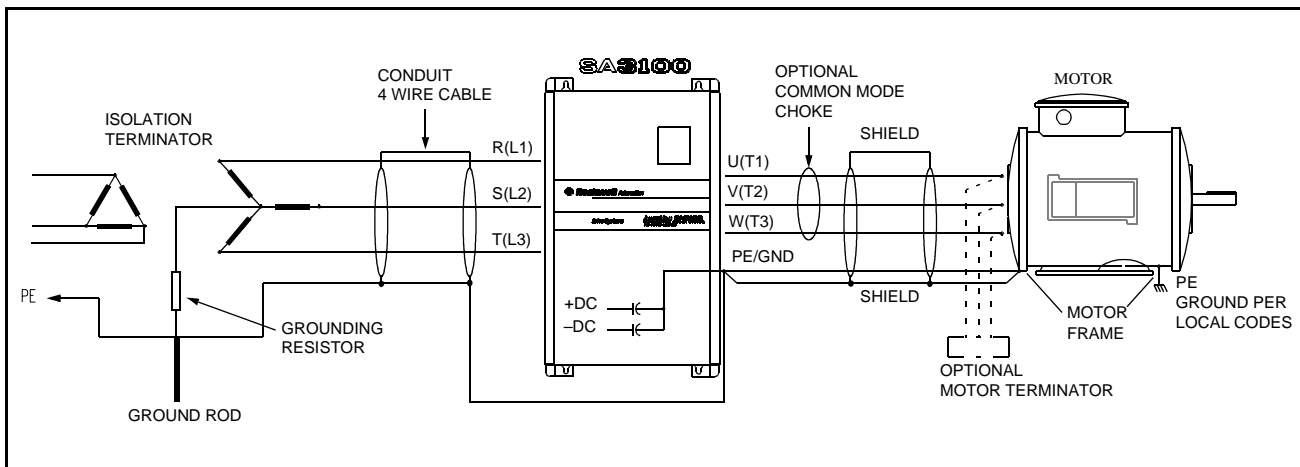 SA3100
CONDUIT
4 WIRE CABLE
OPTIONAL
COMMON MODE
CHOKE
MOTOR
ISOLATION
TERMINATOR
SHIELD
R(L1)
U(T1)
S(L2)
V(T2)
Rockwell Automation
W(T3)
T(L3)
PE/GND
PE
+DC
–DC
SHIELD
PE
GROUND PER
LOCAL CODES
MOTOR
FRAME
GROUNDING
RESISTOR
OPTIONAL
MOTOR TERMINATOR
GROUND ROD